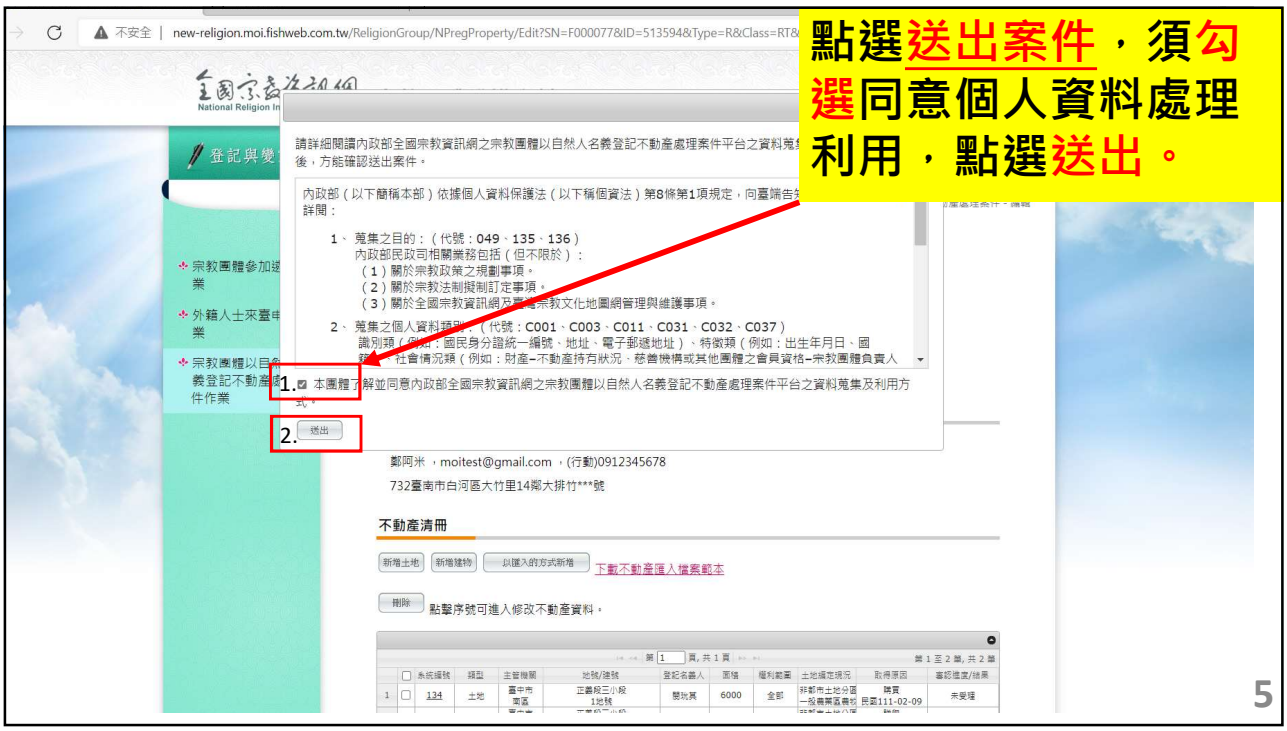 不安全
new-religion.moi.fishweb.com.tw/ReligionGroup/NPregProperty/Edit?SN=F000077&ID=513594&Type=R&Class=RT&
點選送出案件，須勾
選同意個人資料處理
利用，點選送出。
全國宗教資訊網
National Religion In
登記與變
請詳細閱讀內政部全國宗教資訊網之宗教團體以自然人名義登記不動產處理案件平台之資料蒐集
後，方能確認送出案件。
內政部（以下簡稱本部）依據個人資料保護法（以下稱個資法）第8條第1項規定，向臺端告知
詳閱：
1、 蒐集之目的：（代號：049、135、136）
內政部民政司相關業務包括（但不限於）：
（1）關於宗教政策之規劃事項。
（2）關於宗教法制擬制訂定事項。
（3）關於全國宗教資訊網及臺灣宗教文化地圖網管理與維護事項。
2、 蒐集之個人資料類別：（代號：C001、C003、C011、C031、C032、C037）
識別類（例如：國民身分證統一編號、地址、電子郵遞地址）、特徵類（例如：出生年月日、國
籍）、社會情況類（例如：財產–不動產持有狀況、慈善機構或其他團體之會員資格–宗教團體負責人
1. 本團體了解並同意內政部全國宗教資訊網之宗教團體以自然人名義登記不動產處理案件平台之資料蒐集及利用方
式。
2. 送出
動產處理案件 - 編輯
宗教團體參加
業
外籍人士來臺申
業
宗教團體以自然
義登記不動產處
件作業
鄭阿米 ，moitest@gmail.com ，(行動)0912345678
732臺南市白河區大竹里14鄰大排竹***號
不動產清冊
新增土地 新增建物 以匯入的方式新增 下載不動產匯入檔案範本
刪除 點擊序號可進入修改不動產資料。
第 1 頁, 共 1 頁 第 1 至 2 筆, 共 2 筆
系統編號 類型 主管機關 地號/建號 登記名義人 面積 權利範圍 土地編定現況 取得原因 審認進度/結果
1 134 土地 臺中市南區 正義段三小段1地號 6000 全部 非都市土地分區一般農業區農牧 購買民國111-02-09 未受理
5